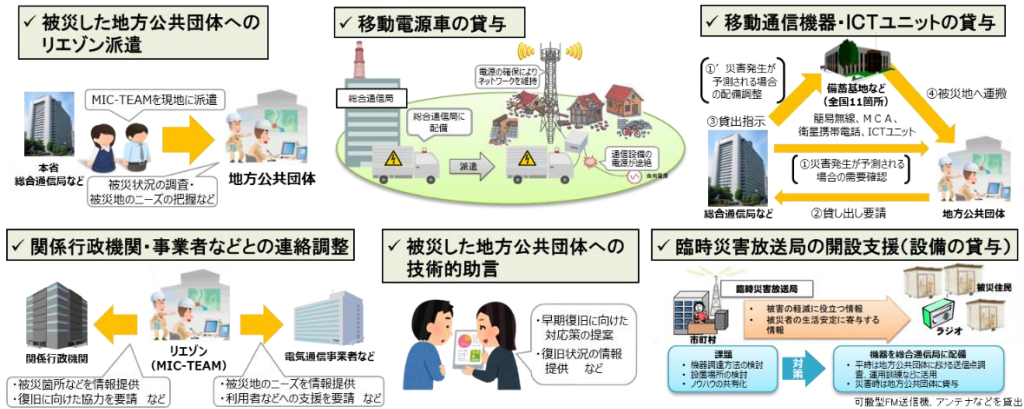 ✓ 被災した地方公共団体への
リエゾン派遣
MIC-TEAMを現地に派遣
本省
総合通信局など
地方公共団体
被災状況の調査・
被災地のニーズの把握など
✓ 移動電源車の貸与
電源の確保により
ネットワークを維持
総合通信局
総合通信局に
配備
派遣
通信設備の
電源が途絶
商用電源
✓ 移動通信機器・ICTユニットの貸与
①’災害発生が
予測される場合
の配備調整
備蓄基地など
(全国11箇所)
④被災地へ運搬
③貸出指示
簡易無線、MCA、
衛星携帯電話、ICTユニット
①災害発生が予測される
場合の需要確認
総合通信局など
②貸し出し要請
地方公共団体
✓ 関係行政機関・事業者などとの連絡調整
関係行政機関
リエゾン
(MIC-TEAM)
電気通信事業者など
・被災箇所などを情報提供
・復旧に向けた協力を要請 など
・被災地のニーズを情報提供
・利用者などへの支援を要請 など
✓ 被災した地方公共団体への
技術的助言
・早期復旧に向けた
対応策の提案
・復旧状況の情報
提供 など
✓ 臨時災害放送局の開設支援(設備の貸与)
臨時災害放送局
• 被害の軽減に役立つ情報
• 被災者の生活安定に寄与する
情報
市町村
被災住民
ラジオ
課題
• 機器調達方法の検討
• 設置場所の検討
• ノウハウの共有化
対策
機器を総合通信局に配備
• 平時は地方公共団体における送信点調
査、運用訓練などに活用
• 災害時は地方公共団体に貸与
可搬型FM送信機、アンテナなどを貸出